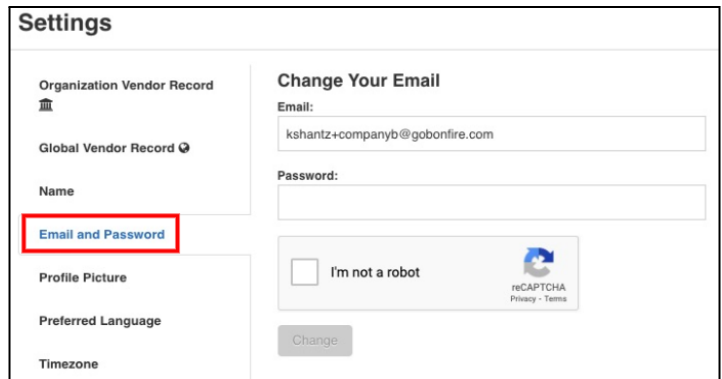 Settings
Organization Vendor Record
Global Vendor Record
Name
Email and Password
Profile Picture
Preferred Language
Timezone
Change Your Email
Email:
kshantz+companyb@gobonfire.com
Password:
I'm not a robot
reCAPTCHA
Privacy - Terms
Change